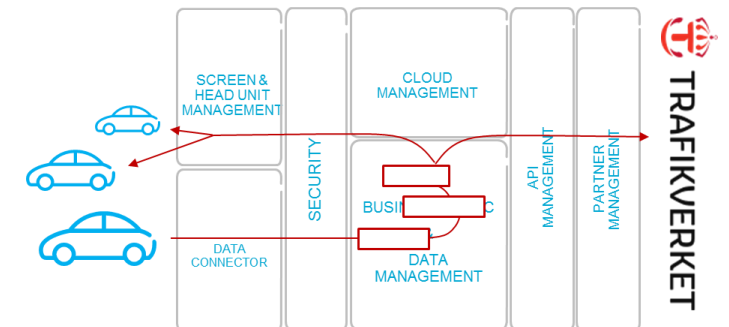 SCREEN &
HEAD UNIT
MANAGEMENT
CLOUD
MANAGEMENT
SECURITY
API
MANAGEMENT
PARTNER
MANAGEMENT
DATA
CONNECTOR
DATA
MANAGEMENT
TRAFIKVERKET